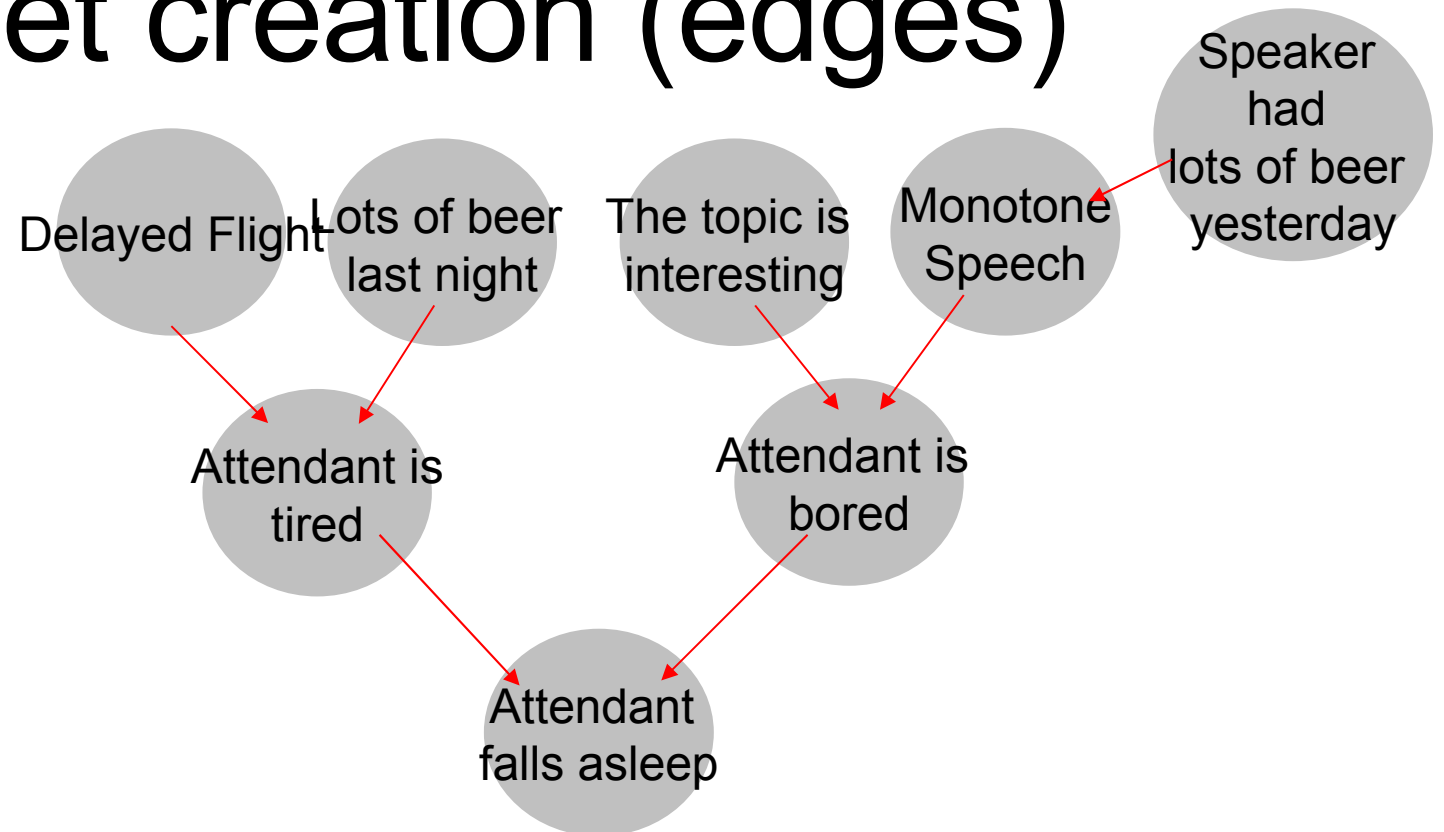 et creation (edges)
Speaker
had
lots of beer
yesterday
Delayed Flight
Lots of beer
last night
The topic is
interesting
Monotone
Speech
Attendant is
tired
Attendant is
bored
Attendant
falls asleep